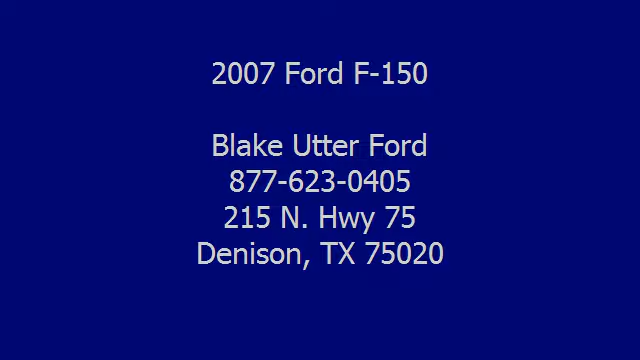 2007 Ford F-150
Blake Utter Ford
877-623-0405
215 N. Hwy 75
Denison, TX 75020